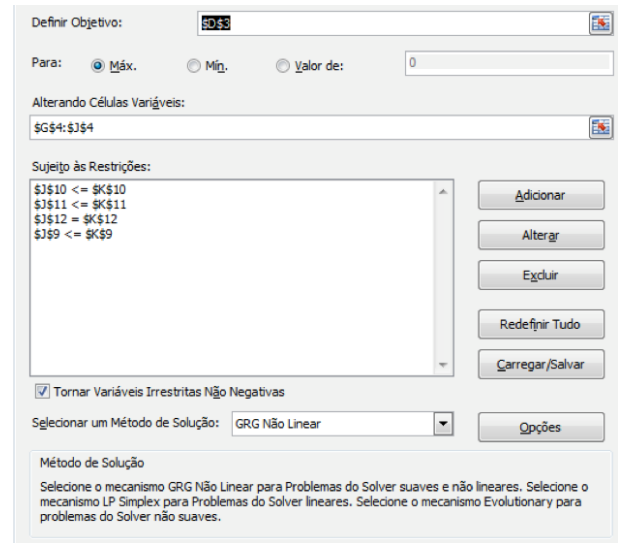 Definir Objetivo: $D$3
Para: Máx. Mín. Valor de: 0
Alterando Células Variáveis:
$G$4:$J$4
Sujeito às Restrições:
$J$10 <= $K$10
$J$11 <= $K$11
$J$12 = $K$12
$J$9 <= $K$9
Adicionar
Alterar
Excluir
Redefinir Tudo
Carregar/Salvar
Tornar Variáveis Irrestritas Não Negativas
Selecionar um Método de Solução: GRG Não Linear Opções
Método de Solução
Selecione o mecanismo GRG Não Linear para Problemas do Solver suaves e não lineares. Selecione o
mecanismo LP Simplex para Problemas do Solver lineares. Selecione o mecanismo Evolutionary para
problemas do Solver não suaves.